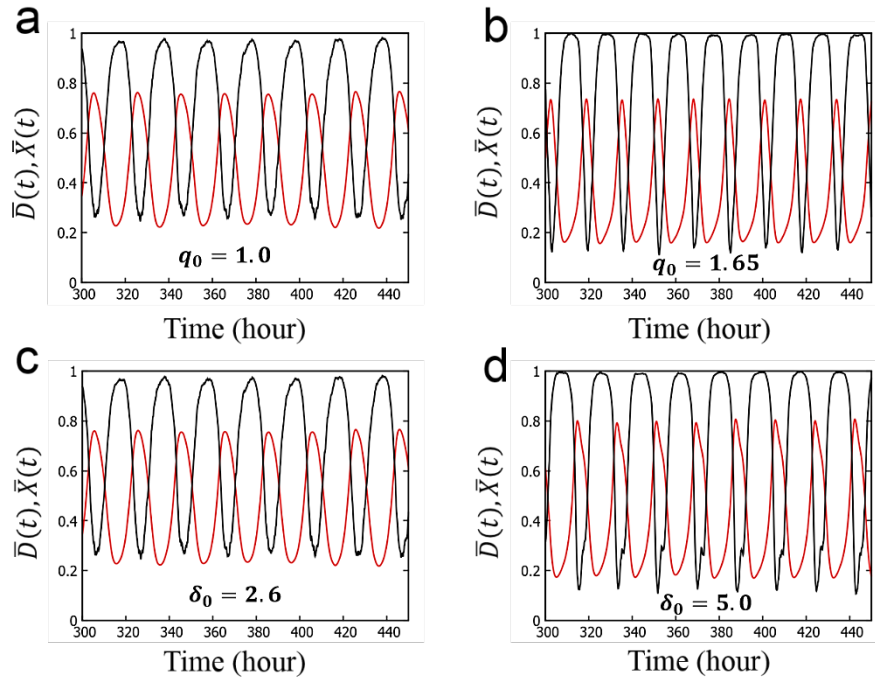 a
D̅(t), X̅(t)
1
0.8
0.6
0.4
0.2
0
q₀ = 1.0
300 320 340 360 380 400 420 440
Time (hour)
b
D̅(t), X̅(t)
1
0.8
0.6
0.4
0.2
0
q₀ = 1.65
300 320 340 360 380 400 420 440
Time (hour)
c
D̅(t), X̅(t)
1
0.8
0.6
0.4
0.2
0
δ₀ = 2.6
300 320 340 360 380 400 420 440
Time (hour)
d
D̅(t), X̅(t)
1
0.8
0.6
0.4
0.2
0
δ₀ = 5.0
300 320 340 360 380 400 420 440
Time (hour)